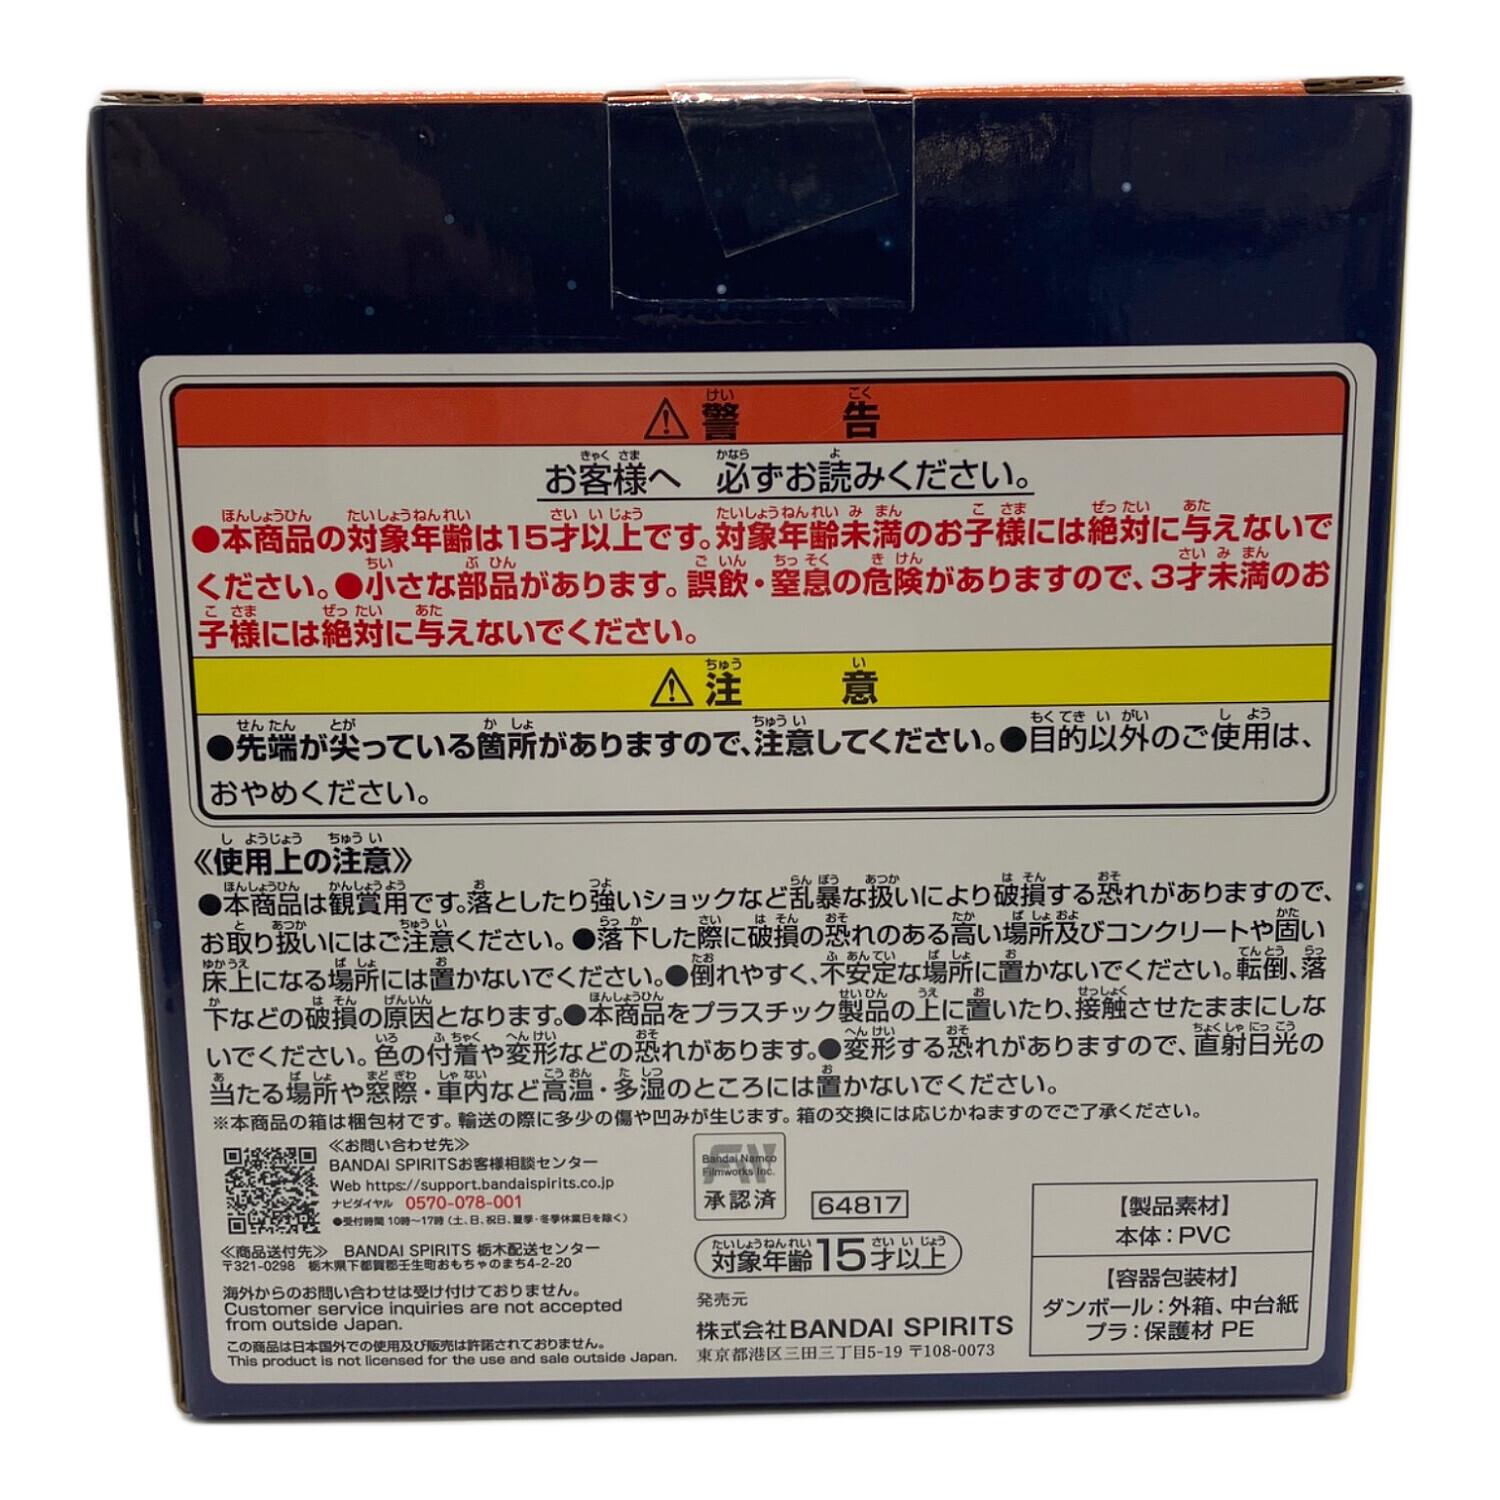 ⚠警告
お客様へ 必ずお読みください。
●本商品の対象年齢は15才以上です。対象年齢未満のお子様には絶対に与えないで
ください。●小さな部品があります。誤飲・窒息の危険がありますので、3才未満のお
子様には絶対に与えないでください。
⚠注意
●先端が尖っている箇所がありますので、注意してください。●目的以外のご使用は、
おやめください。
《使用上の注意》
●本商品は観賞用です。落としたり強いショックなど乱暴な扱いにより破損する恐れがありますので、
お取り扱いにはご注意ください。●落下した際に破損の恐れのある高い場所及びコンクリートや固い
床上になる場所には置かないでください。●倒れやすく、不安定な場所に置かないでください。転倒、落
下などの破損の原因となります。●本商品をプラスチック製品の上に置いたり、接触させたままにしな
いでください。色の付着や変形などの恐れがあります。●変形する恐れがありますので、直射日光の
当たる場所や窓際・車内など高温・多湿のところには置かないでください。
※本商品の箱は梱包材です。輸送の際に多少の傷や凹みが生じます。箱の交換には応じかねますのでご了承ください。
《お問い合わせ先》
BANDAI SPIRITSお客様相談センター
Web https://support.bandaispirits.co.jp
ナビダイヤル 0570-078-001
●受付時間 10時～17時(土、日、祝日、夏季・冬季休業日を除く)
《商品送付先》 BANDAI SPIRITS 栃木配送センター
〒321-0298 栃木県下都賀郡壬生町おもちゃのまち4-2-20
海外からのお問い合わせは受け付けておりません。
Customer service inquiries are not accepted
from outside Japan.
この商品は日本国外での使用及び販売は許諾されておりません。
This product is not licensed for the use and sale outside Japan.
Bandai Namco
Filmworks Inc.
承認済
64817
対象年齢15才以上
発売元
株式会社BANDAI SPIRITS
東京都港区三田三丁目5-19 〒108-0073
【製品素材】
本体：PVC
【容器包装材】
ダンボール：外箱、中台紙
プラ：保護材 PE